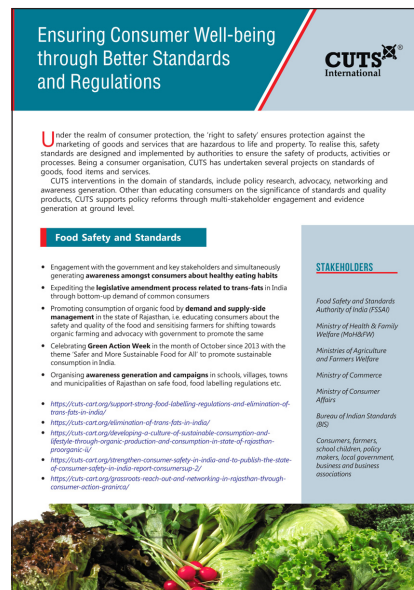 Ensuring Consumer Well-being
through Better Standards
and Regulations
CUTS®
International
Under the realm of consumer protection, the 'right to safety' ensures protection against the
marketing of goods and services that are hazardous to life and property. To realise this, safety
standards are designed and implemented by authorities to ensure the safety of products, activities or
processes. Being a consumer organisation, CUTS has undertaken several projects on standards of
goods, food items and services.
CUTS interventions in the domain of standards, include policy research, advocacy, networking and
awareness generation. Other than educating consumers on the significance of standards and quality
products, CUTS supports policy reforms through multi-stakeholder engagement and evidence
generation at ground level.
Food Safety and Standards
• Engagement with the government and key stakeholders and simultaneously
generating awareness amongst consumers about healthy eating habits
• Expediting the legislative amendment process related to trans-fats in India
through bottom-up demand of common consumers
• Promoting consumption of organic food by demand and supply-side
management in the state of Rajasthan, i.e. educating consumers about the
safety and quality of the food and sensitising farmers for shifting towards
organic farming and advocacy with government to promote the same
• Celebrating Green Action Week in the month of October since 2013 with the
theme 'Safer and More Sustainable Food for All' to promote sustainable
consumption in India.
• Organising awareness generation and campaigns in schools, villages, towns
and municipalities of Rajasthan on safe food, food labelling regulations etc.
• https://cuts-cart.org/support-strong-food-labelling-regulations-and-elimination-of-
trans-fats-in-india/
• https://cuts-cart.org/elimination-of-trans-fats-in-india/
• https://cuts-cart.org/developing-a-culture-of-sustainable-consumption-and-
lifestyle-through-organic-production-and-consumption-in-state-of-rajasthan-
proorganic-ii/
• https://cuts-cart.org/strengthen-consumer-safety-in-india-and-to-publish-the-state-
of-consumer-safety-in-india-report-consumersup-2/
• https://cuts-cart.org/grassroots-reach-out-and-networking-in-rajasthan-through-
consumer-action-granirca/
STAKEHOLDERS
Food Safety and Standards
Authority of India (FSSAI)
Ministry of Health & Family
Welfare (MoH&FW)
Ministries of Agriculture
and Farmers Welfare
Ministry of Commerce
Ministry of Consumer
Affairs
Bureau of Indian Standards
(BIS)
Consumers, farmers,
school children, policy
makers, local government,
business and business
associations